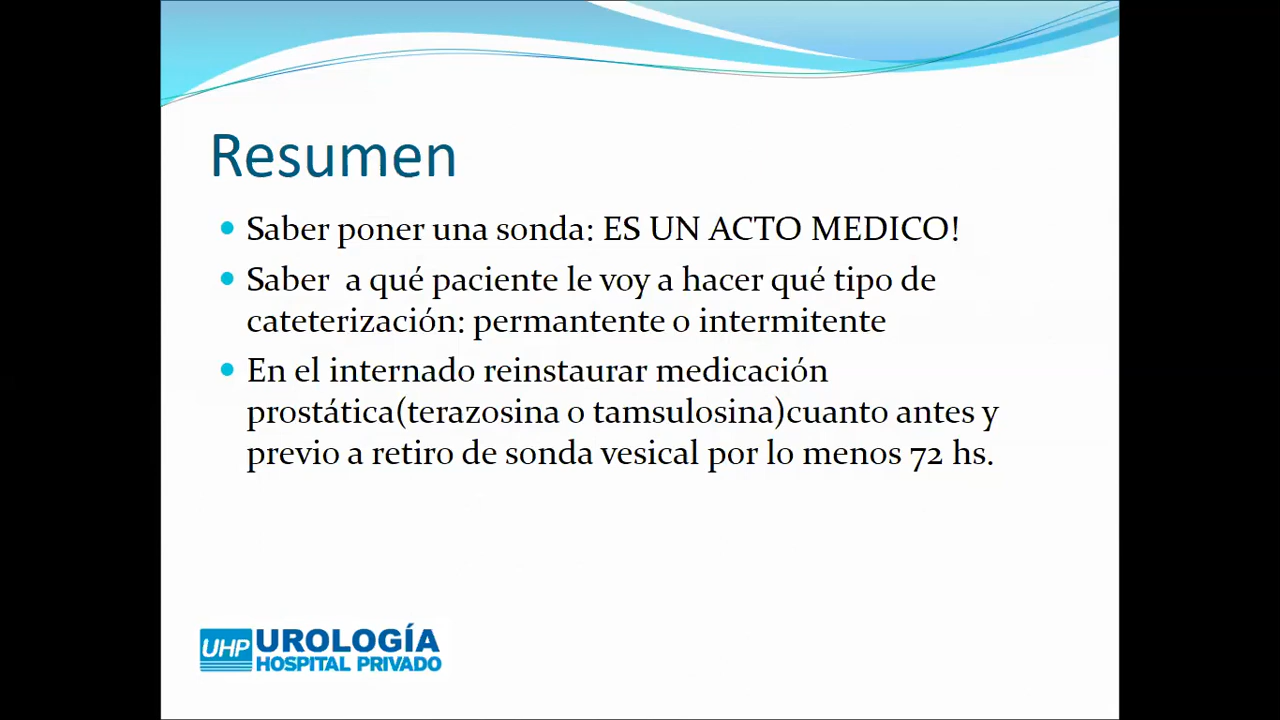 Resumen
Saber poner una sonda: ES UN ACTO MEDICO!
Saber a qué paciente le voy a hacer qué tipo de
cateterización: permantente o intermitente
En el internado reinstaurar medicación
prostática(terazosina o tamsulosina)cuanto antes y
previo a retiro de sonda vesical por lo menos 72 hs.
UHP UROLOGÍA
HOSPITAL PRIVADO